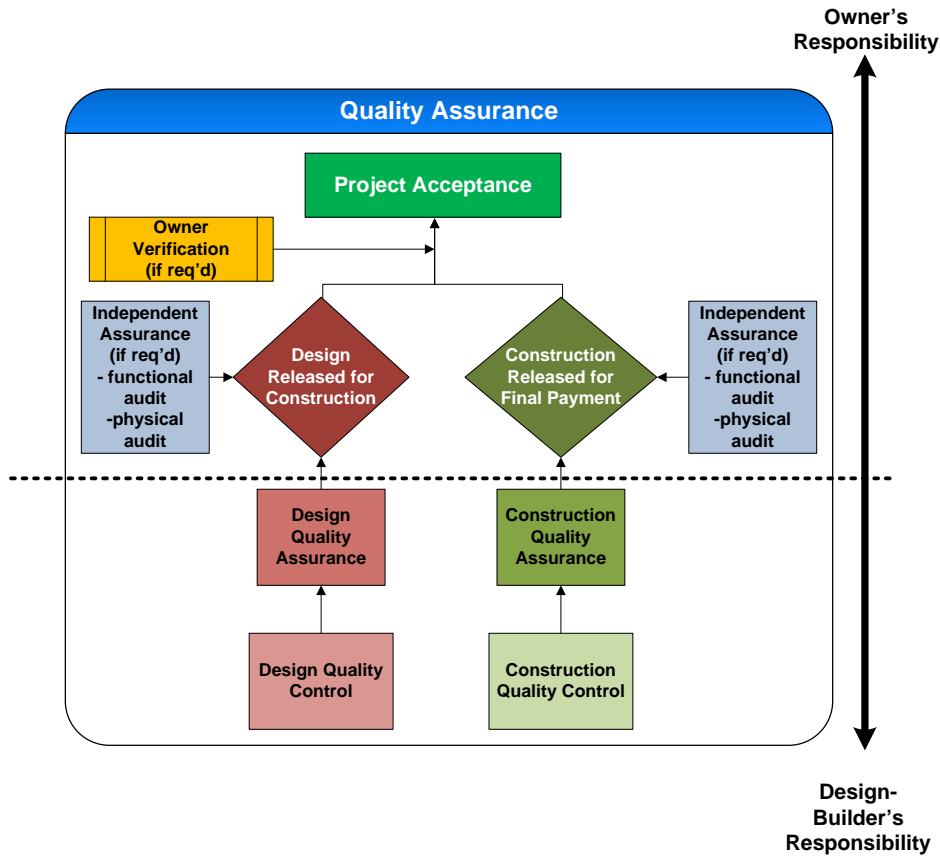 Owner's
Responsibility
Quality Assurance
Project Acceptance
Owner
Verification
(if req'd)
Independent
Assurance
(if req'd)
- functional
audit
-physical
audit
Design
Released for
Construction
Construction
Released for
Final Payment
Independent
Assurance
(if req'd)
- functional
audit
-physical
audit
Design
Quality
Assurance
Construction
Quality
Assurance
Design Quality
Control
Construction
Quality Control
Design-
Builder's
Responsibility